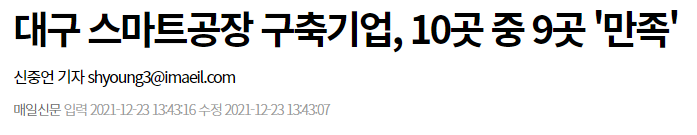 대구 스마트공장 구축기업, 10곳 중 9곳 '만족'
신중언 기자 shyoung3@imaeil.com
매일신문 입력 2021-12-23 13:43:16 수정 2021-12-23 13:43:07